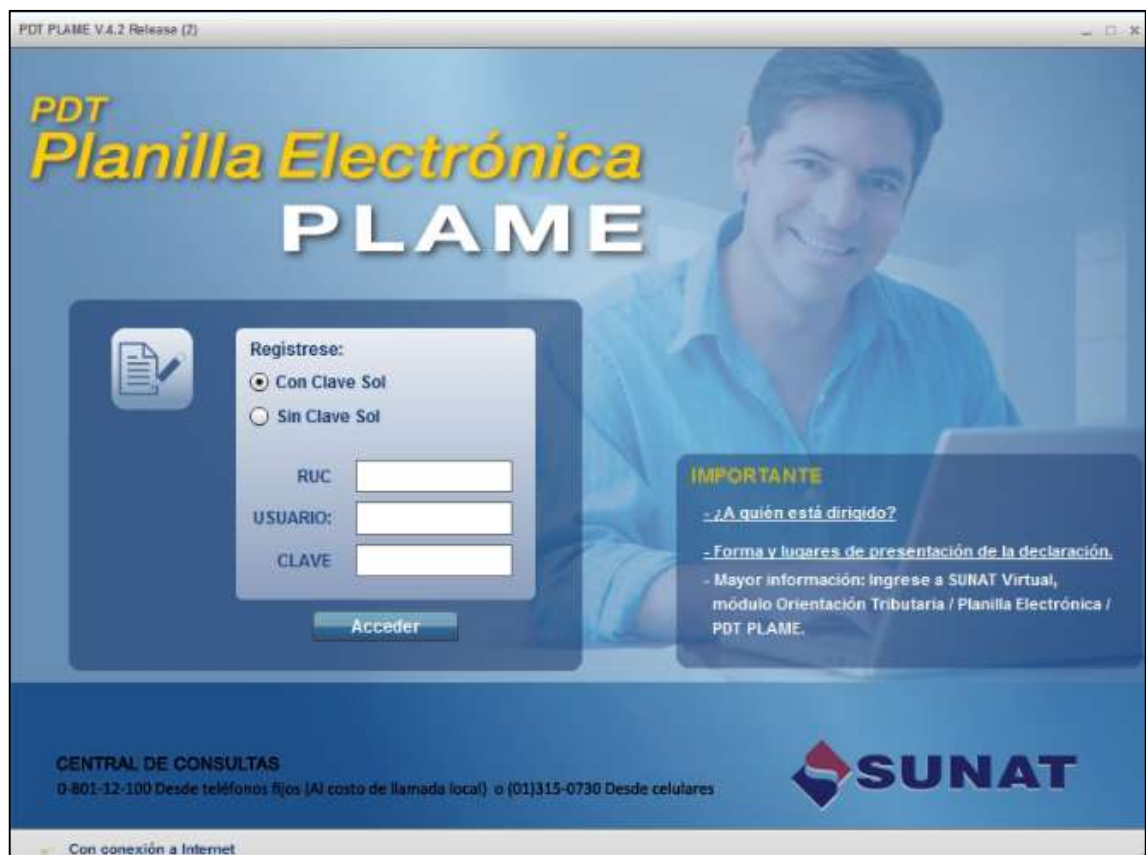 PDT PLAME V.4.2 Release (2)
PDT
Planilla Electrónica
PLAME
Registrese:
Con Clave Sol
Sin Clave Sol
RUC
USUARIO:
CLAVE
Acceder
IMPORTANTE
- ¿A quién está dirigido?
- Forma y lugares de presentación de la declaración.
- Mayor información: Ingrese a SUNAT Virtual,
módulo Orientación Tributaria / Planilla Electrónica /
PDT PLAME.
CENTRAL DE CONSULTAS
0-801-12-100 Desde teléfonos fijos (Al costo de llamada local) o (01)315-0730 Desde celulares
SUNAT
Con conexión a Internet